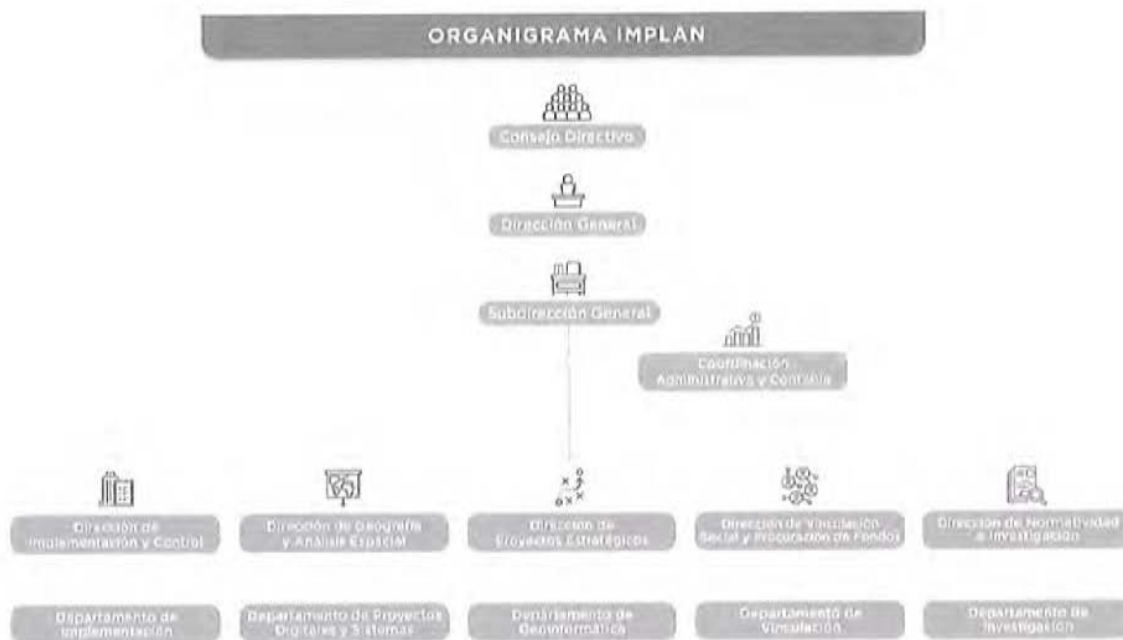 ORGANIGRAMA IMPLAN
Consejo Directivo
Dirección General
Subdirección General
Coordinación
Administrativa y Contable
Dirección de
Implementación y Control
Dirección de Geografía
y Análisis Espacial
Dirección de
Proyectos Estratégicos
Dirección de Vinculación
Social y Procuración de Fondos
Dirección de Normatividad
e Investigación
Departamento de
Implementación
Departamento de Proyectos
Digitales y Sistemas
Departamento de
Geoinformática
Departamento de
Vinculación
Departamento de
Investigación